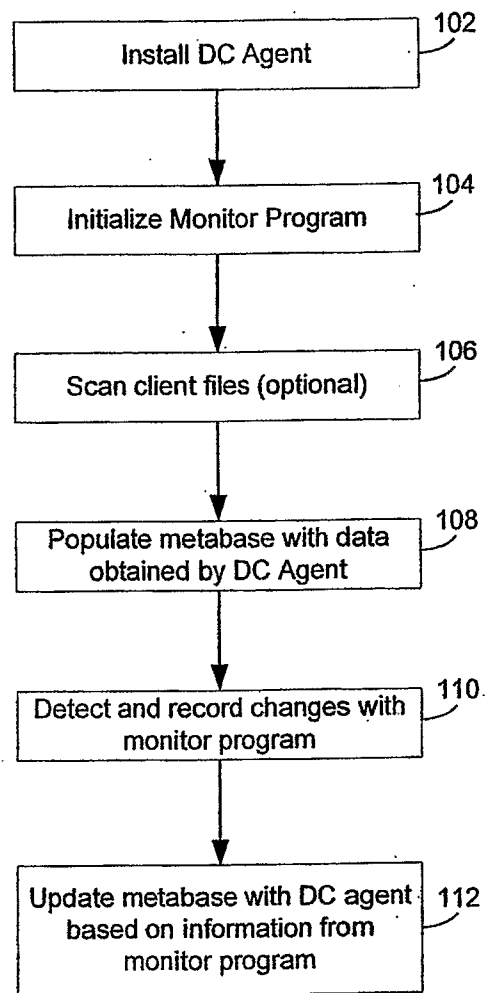 102
Install DC Agent
104
Initialize Monitor Program
106
Scan client files (optional)
108
Populate metabase with data
obtained by DC Agent
110
Detect and record changes with
monitor program
Update metabase with DC agent
112
based on information from
monitor program